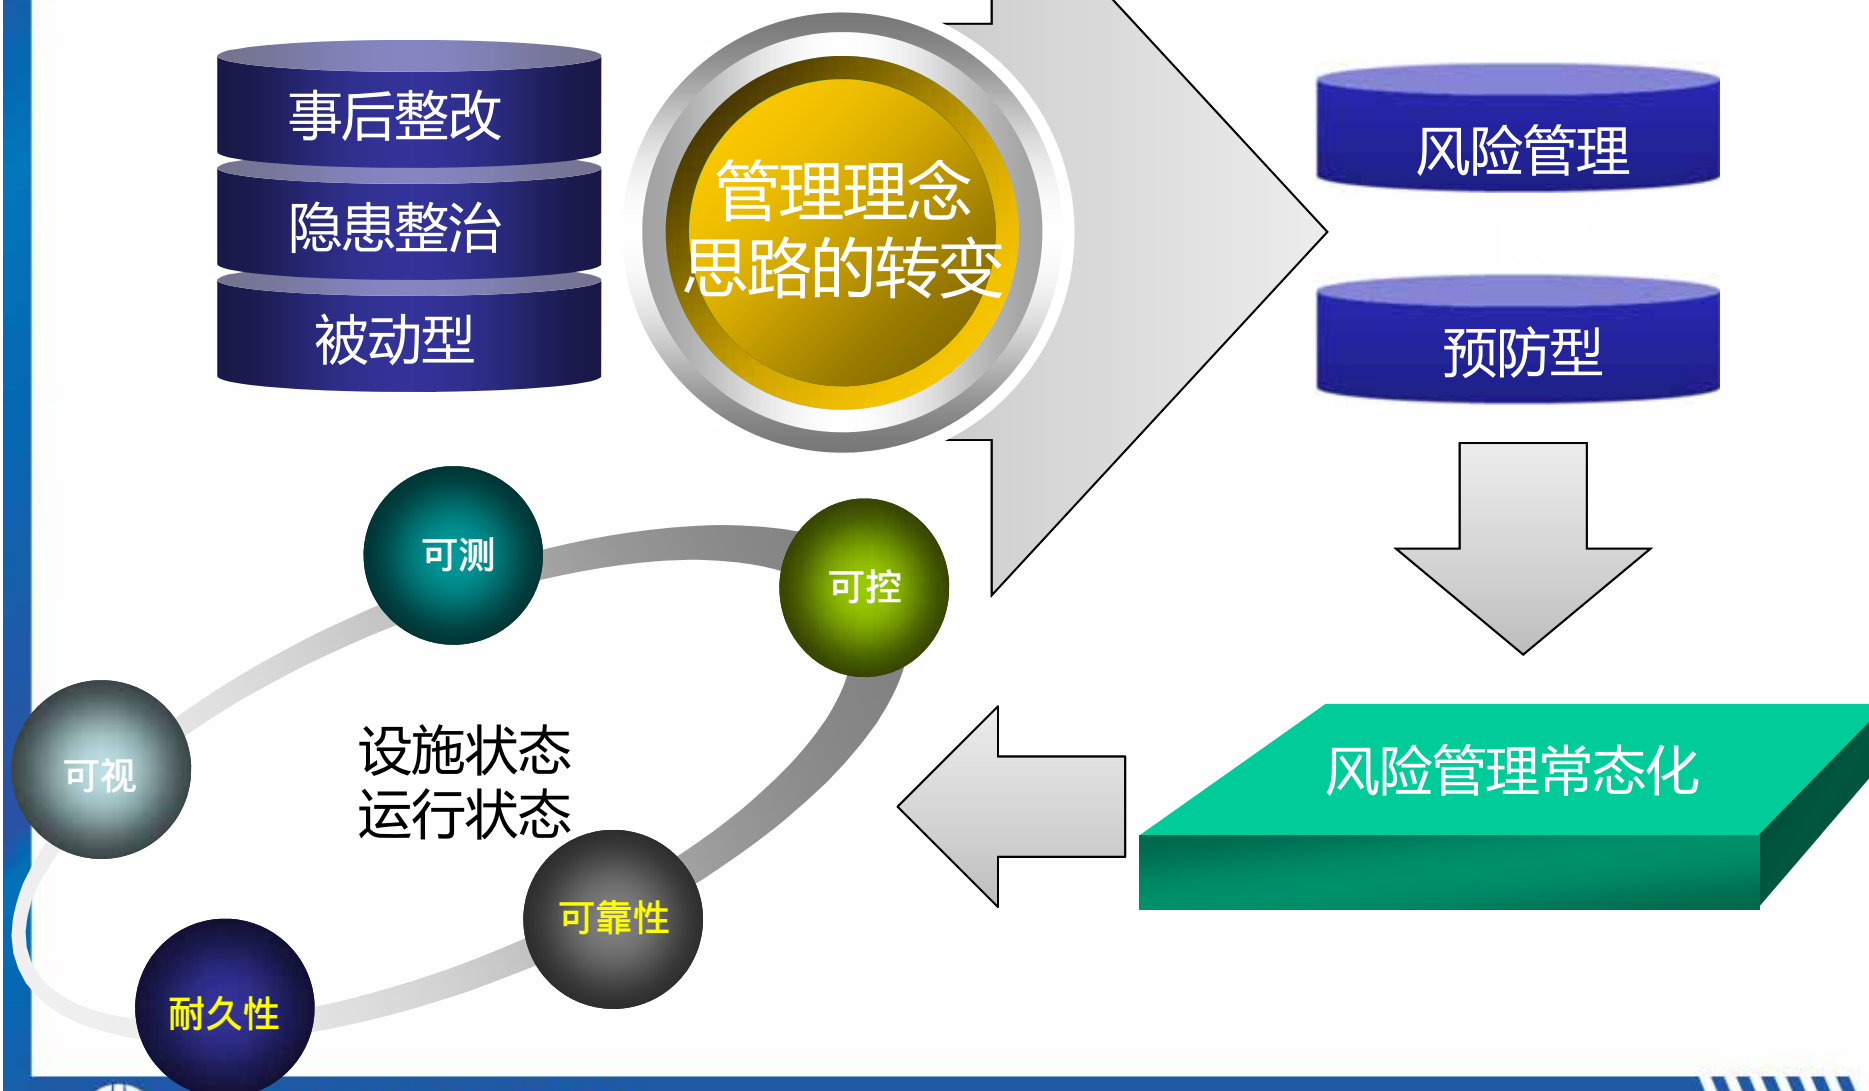 事后整改
隐患整治
被动型
管理理念
思路的转变
风险管理
预防型
可测
可控
可视
设施状态
运行状态
可靠性
耐久性
风险管理常态化